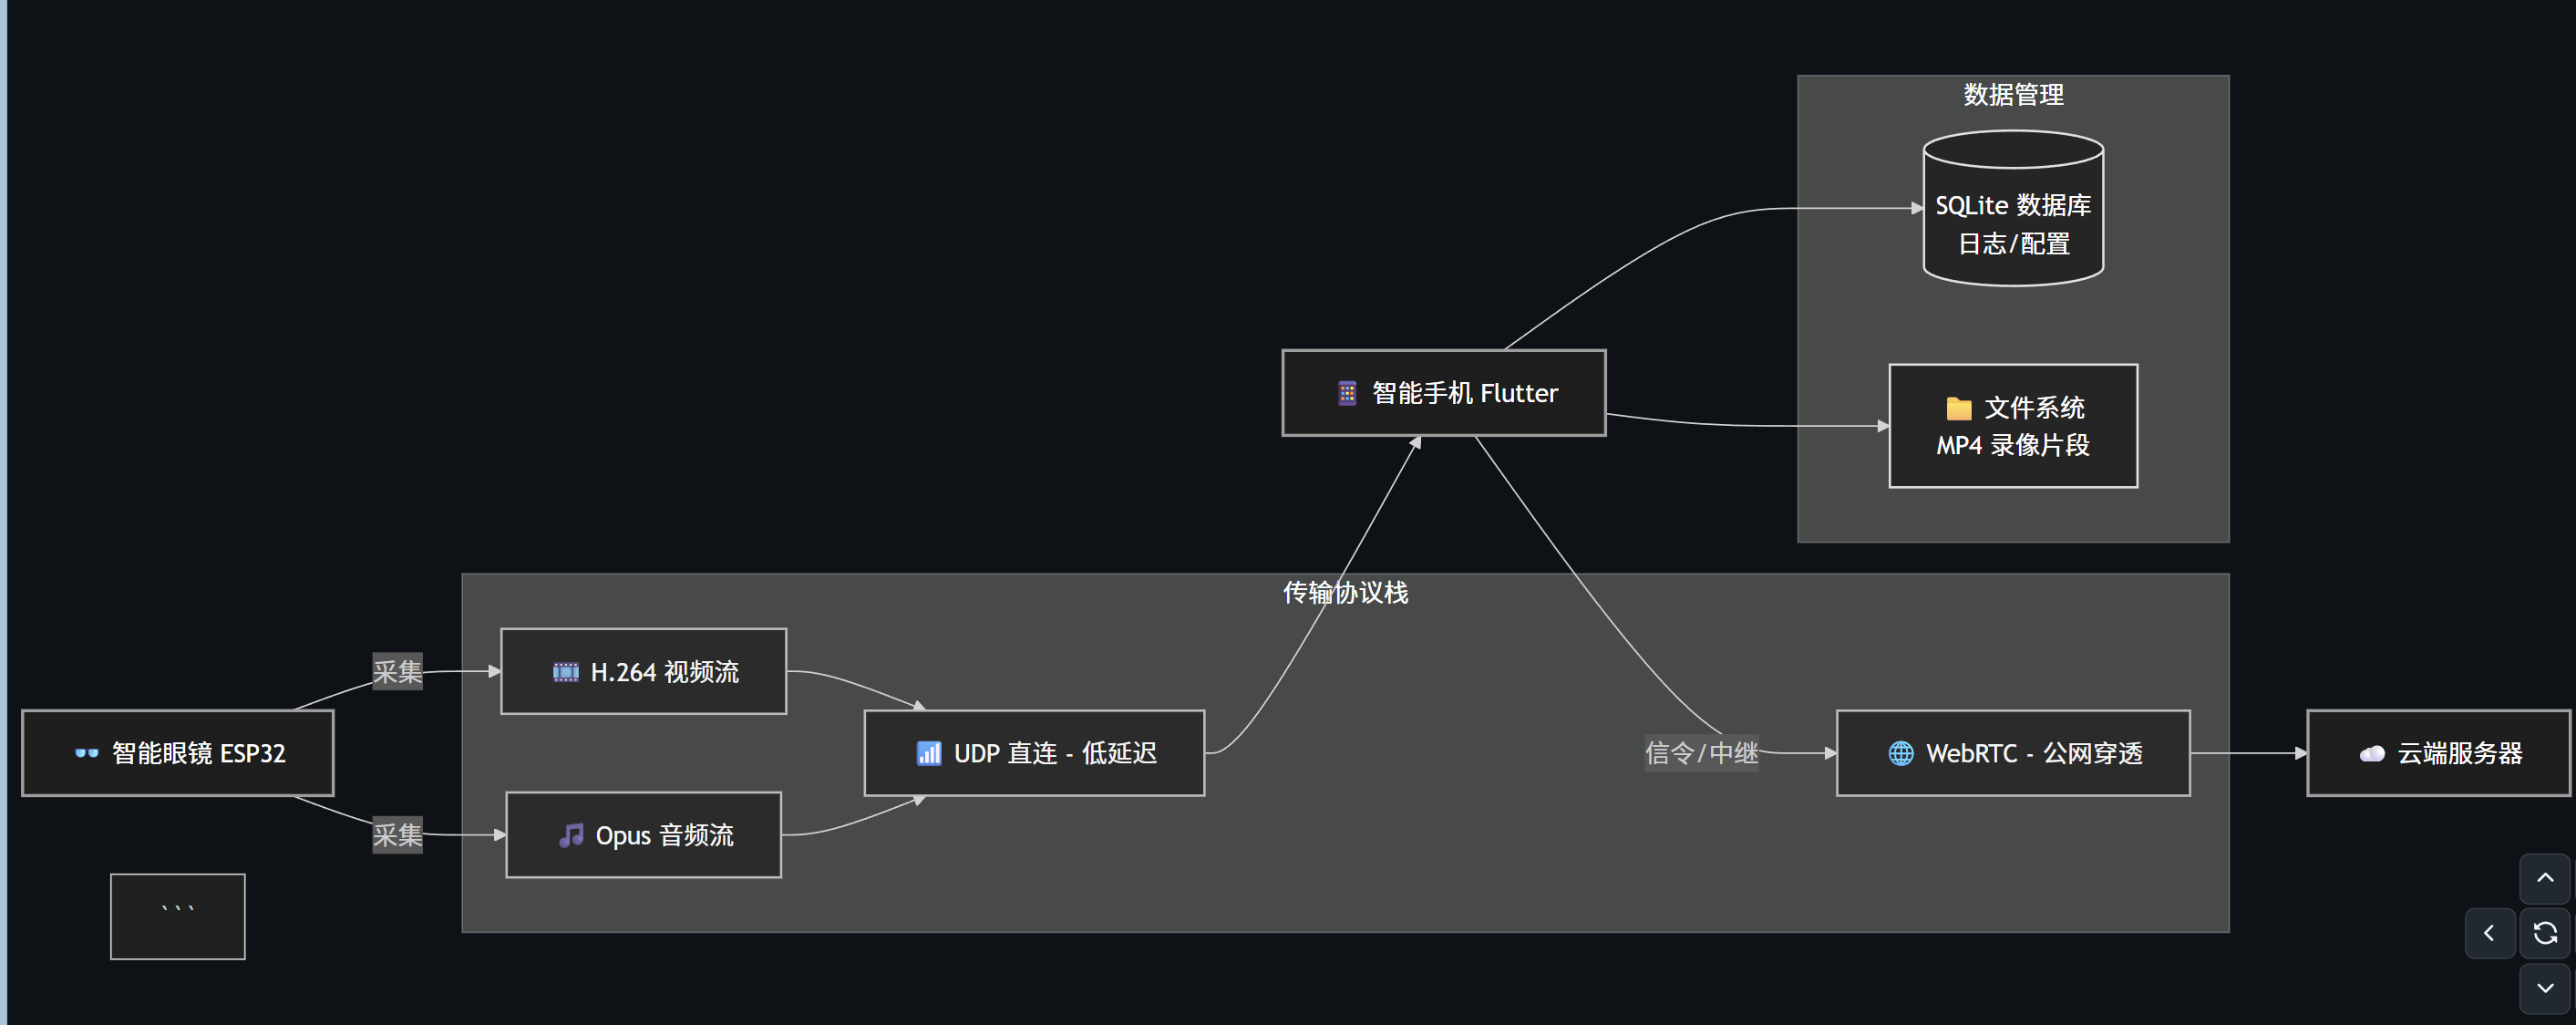 数据管理
SQLite 数据库
日志/配置
智能手机 Flutter
文件系统
MP4 录像片段
传输协议栈
采集
H.264 视频流
智能眼镜 ESP32
UDP 直连 - 低延迟
信令/中继
WebRTC - 公网穿透
云端服务器
采集
Opus 音频流
```